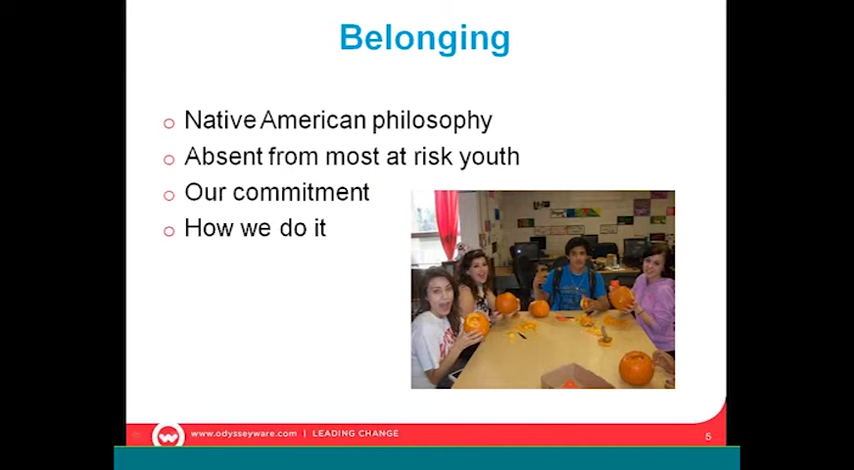 Belonging
Native American philosophy
Absent from most at risk youth
Our commitment
How we do it
www.odysseyware.com | LEADING CHANGE
5